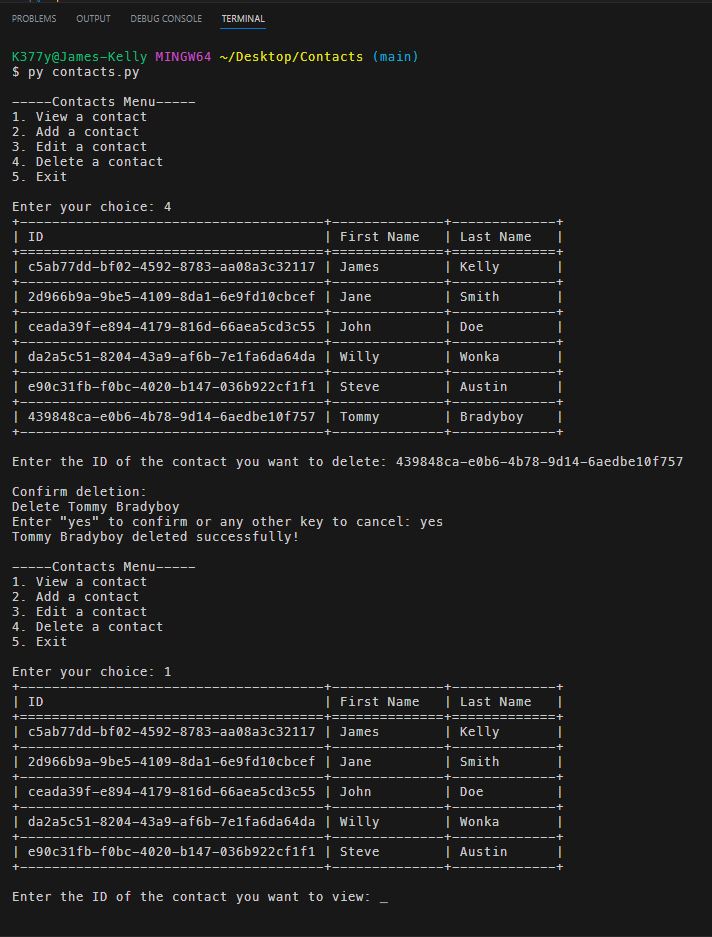 PROBLEMS OUTPUT DEBUG CONSOLE TERMINAL
K377y@James-Kelly MINGW64 ~/Desktop/Contacts (main)
$ py contacts.py
-----Contacts Menu-----
1. View a contact
2. Add a contact
3. Edit a contact
4. Delete a contact
5. Exit
Enter your choice: 4
+--------------------------------------+--------------+-------------+
| ID                                   | First Name   | Last Name   |
+======================================+==============+=============+
| c5ab77dd-bf02-4592-8783-aa08a3c32117 | James        | Kelly       |
+--------------------------------------+--------------+-------------+
| 2d966b9a-9be5-4109-8da1-6e9fd10cbcef | Jane         | Smith       |
+--------------------------------------+--------------+-------------+
| ceada39f-e894-4179-816d-66aea5cd3c55 | John         | Doe         |
+--------------------------------------+--------------+-------------+
| da2a5c51-8204-43a9-af6b-7e1fa6da64da | Willy        | Wonka       |
+--------------------------------------+--------------+-------------+
| e90c31fb-f0bc-4020-b147-036b922cf1f1 | Steve        | Austin      |
+--------------------------------------+--------------+-------------+
| 439848ca-e0b6-4b78-9d14-6aedbe10f757 | Tommy        | Bradyboy    |
+--------------------------------------+--------------+-------------+
Enter the ID of the contact you want to delete: 439848ca-e0b6-4b78-9d14-6aedbe10f757
Confirm deletion:
Delete Tommy Bradyboy
Enter "yes" to confirm or any other key to cancel: yes
Tommy Bradyboy deleted successfully!
-----Contacts Menu-----
1. View a contact
2. Add a contact
3. Edit a contact
4. Delete a contact
5. Exit
Enter your choice: 1
+--------------------------------------+--------------+-------------+
| ID                                   | First Name   | Last Name   |
+======================================+==============+=============+
| c5ab77dd-bf02-4592-8783-aa08a3c32117 | James        | Kelly       |
+--------------------------------------+--------------+-------------+
| 2d966b9a-9be5-4109-8da1-6e9fd10cbcef | Jane         | Smith       |
+--------------------------------------+--------------+-------------+
| ceada39f-e894-4179-816d-66aea5cd3c55 | John         | Doe         |
+--------------------------------------+--------------+-------------+
| da2a5c51-8204-43a9-af6b-7e1fa6da64da | Willy        | Wonka       |
+--------------------------------------+--------------+-------------+
| e90c31fb-f0bc-4020-b147-036b922cf1f1 | Steve        | Austin      |
+--------------------------------------+--------------+-------------+
Enter the ID of the contact you want to view: _